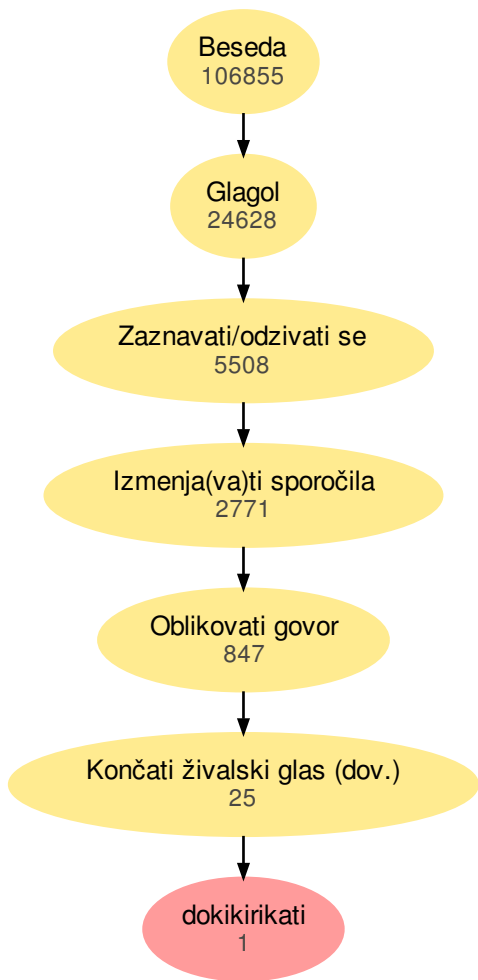 Beseda
106855
Glagol
24628
Zaznavati/odzivati se
5508
Izmenja(va)ti sporočila
2771
Oblikovati govor
847
Končati živalski glas (dov.)
25
dokikirikati
1